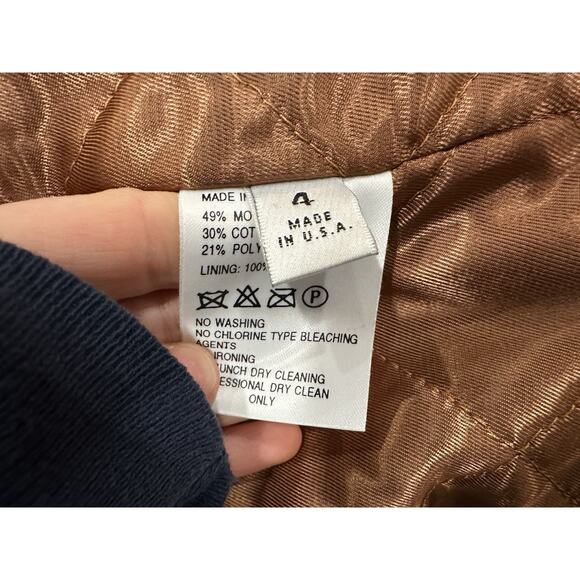 4
MADE
IN U.S.A.
MADE IN
49% MO
30% COT
21% POLY
LINING: 100%
P
NO WASHING
NO CHLORINE TYPE BLEACHING
AGENTS
IRONING
UNCH DRY CLEANING
ESSIONAL DRY CLEAN
ONLY